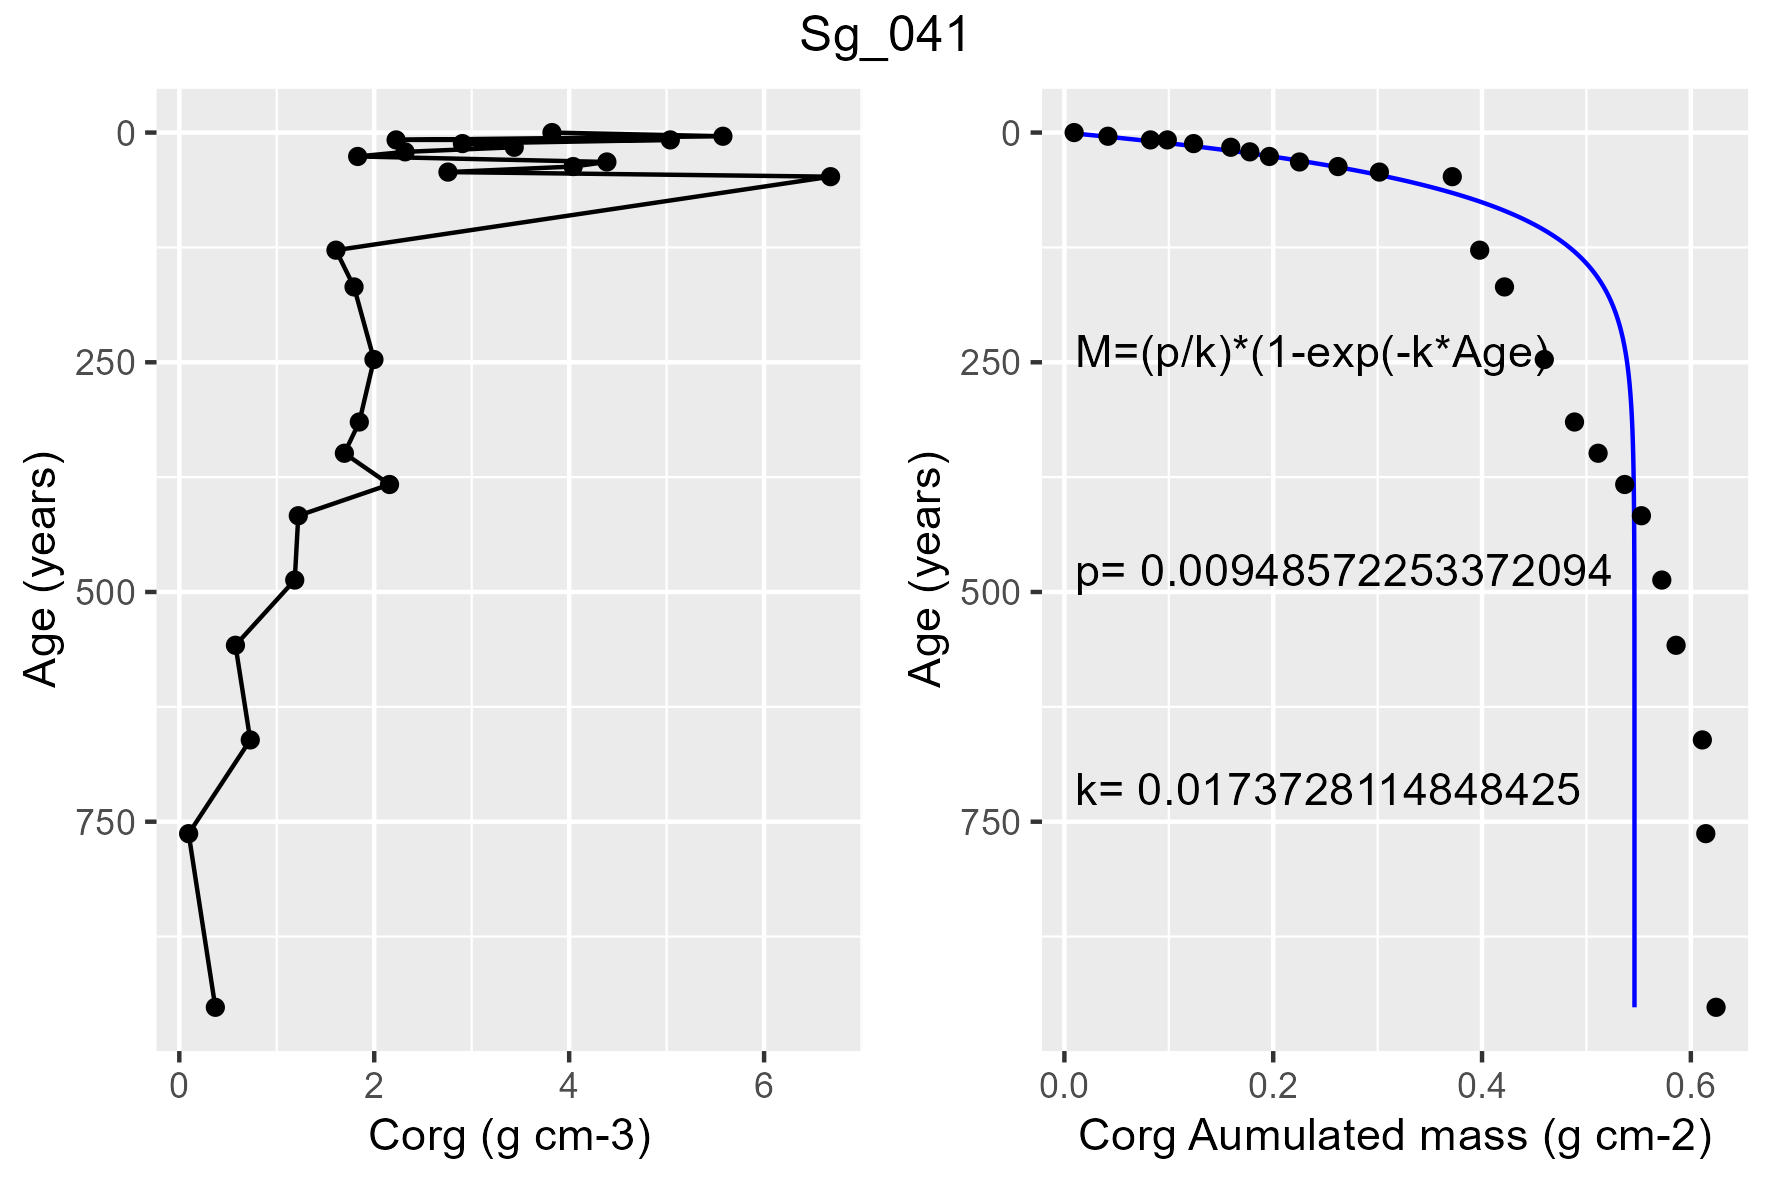 Sg_041
0
250
500
750
Age (years)
0
2
4
6
Corg (g cm-3)
0
250
500
750
Age (years)
M=(p/k)*(1-exp(-k*Age)
p= 0.00948572253372094
k= 0.0173728114848425
0.0
0.2
0.4
0.6
Corg Aumulated mass (g cm-2)